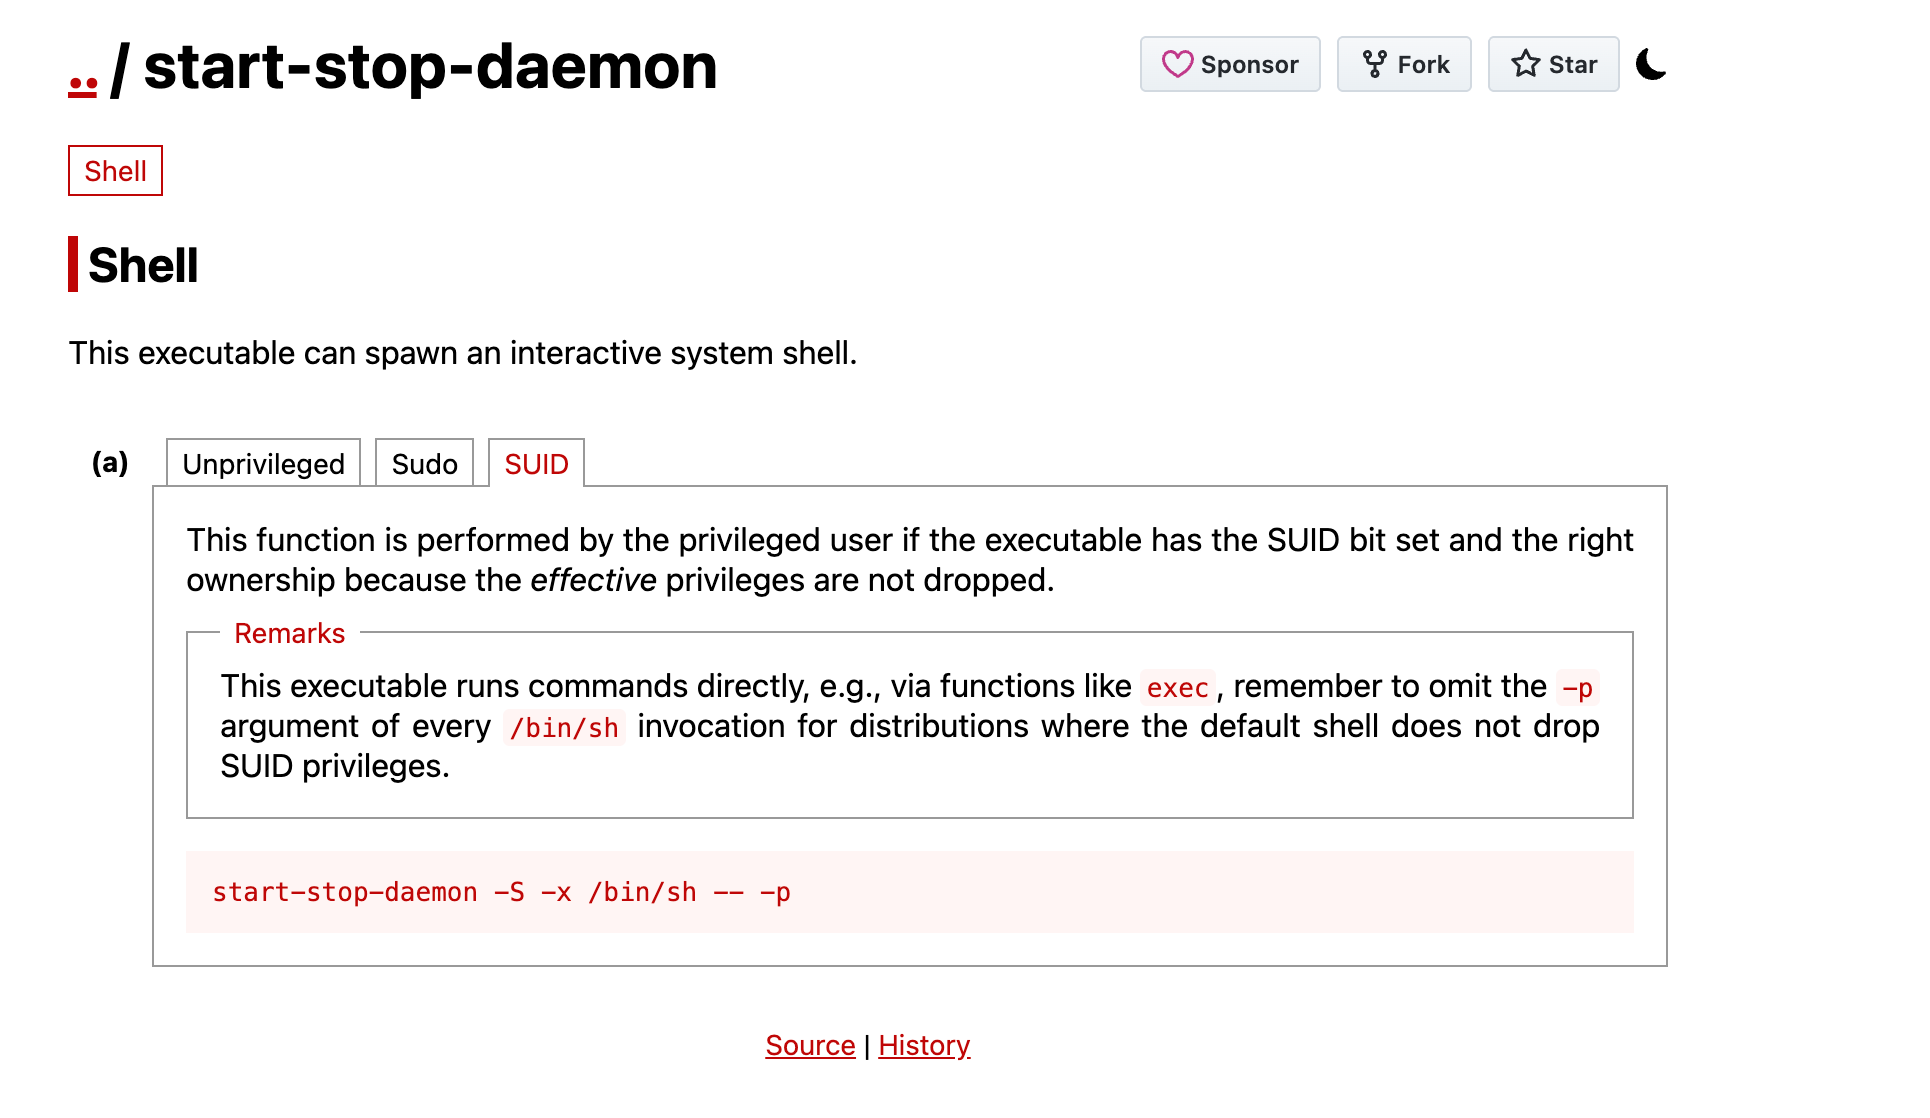 .. / start-stop-daemon
Sponsor
Fork
Star
Shell
Shell
This executable can spawn an interactive system shell.
(a)
Unprivileged
Sudo
SUID
This function is performed by the privileged user if the executable has the SUID bit set and the right
ownership because the effective privileges are not dropped.
Remarks
This executable runs commands directly, e.g., via functions like exec, remember to omit the -p
argument of every /bin/sh invocation for distributions where the default shell does not drop
SUID privileges.
start-stop-daemon -S -x /bin/sh -- -p
Source | History